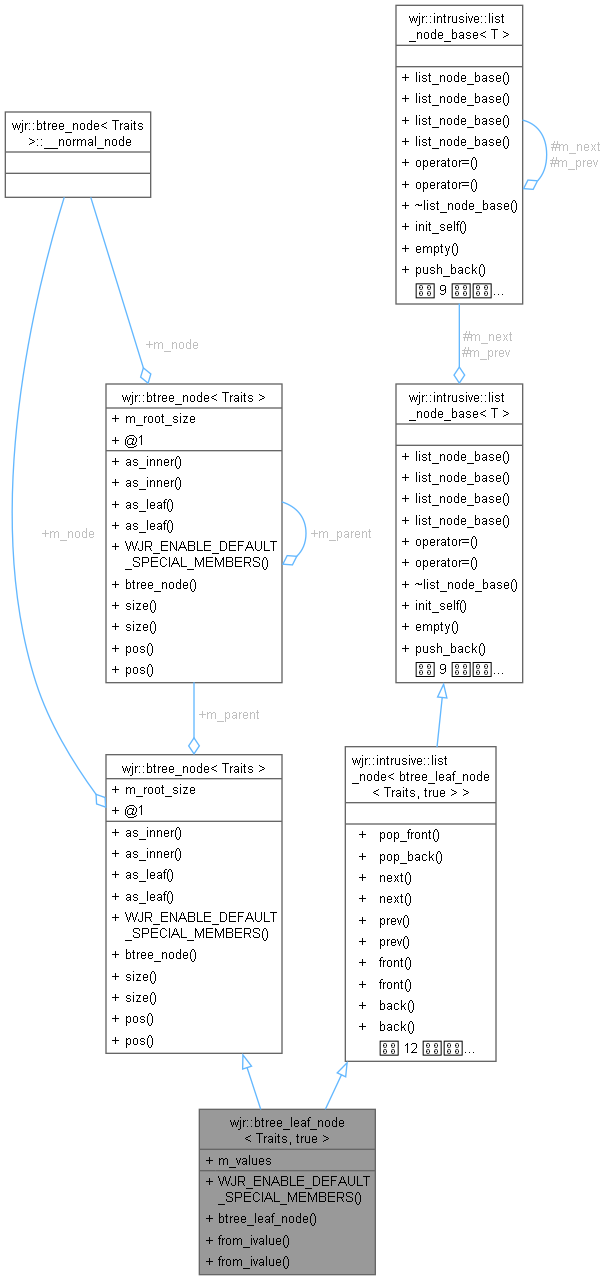 wjr::intrusive::list
_node_base< T >
+ list_node_base()
+ list_node_base()
+ list_node_base()
+ list_node_base()
+ operator=()
+ operator=()
+ ~list_node_base()
+ init_self()
+ empty()
+ push_back()
9 ...
#m_next
#m_prev
wjr::btree_node< Traits
>::__normal_node
#m_next
#m_prev
+m_node
wjr::btree_node< Traits >
+ m_root_size
+ @1
+ as_inner()
+ as_inner()
+ as_leaf()
+ as_leaf()
+ WJR_ENABLE_DEFAULT
_SPECIAL_MEMBERS()
+ btree_node()
+ size()
+ size()
+ pos()
+ pos()
+m_parent
+m_node
wjr::intrusive::list
_node_base< T >
+ list_node_base()
+ list_node_base()
+ list_node_base()
+ list_node_base()
+ operator=()
+ operator=()
+ ~list_node_base()
+ init_self()
+ empty()
+ push_back()
9 ...
+m_parent
wjr::btree_node< Traits >
+ m_root_size
+ @1
+ as_inner()
+ as_inner()
+ as_leaf()
+ as_leaf()
+ WJR_ENABLE_DEFAULT
_SPECIAL_MEMBERS()
+ btree_node()
+ size()
+ size()
+ pos()
+ pos()
wjr::intrusive::list
_node< btree_leaf_node
< Traits, true > >
+ pop_front()
+ pop_back()
+ next()
+ next()
+ prev()
+ prev()
+ front()
+ front()
+ back()
+ back()
12 ...
wjr::btree_leaf_node
< Traits, true >
+ m_values
+ WJR_ENABLE_DEFAULT
_SPECIAL_MEMBERS()
+ btree_leaf_node()
+ from_ivalue()
+ from_ivalue()